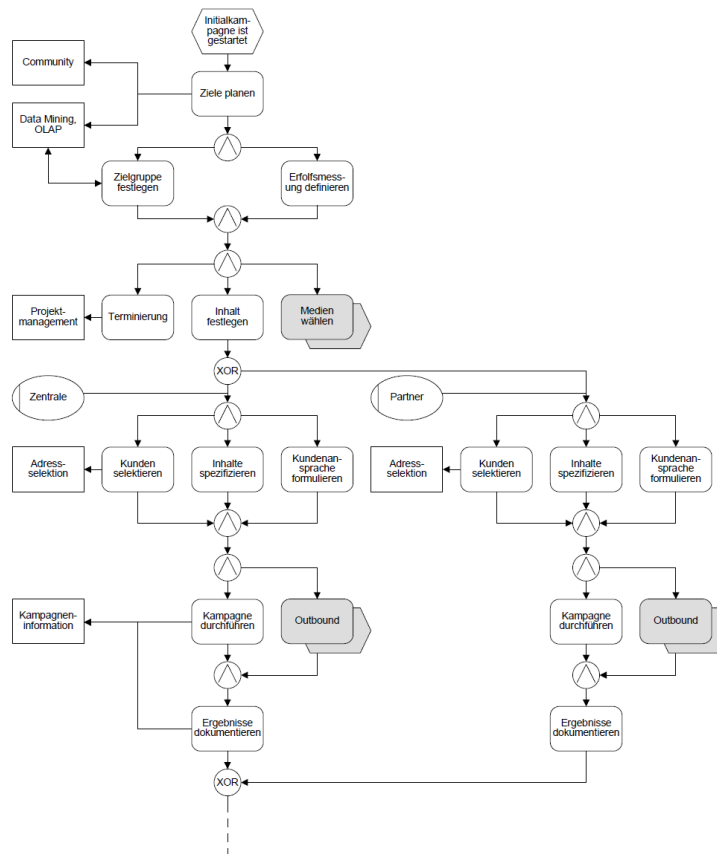 Initialkam-
pagne ist
gestartet
Community
Ziele planen
Data Mining,
OLAP
Zielgruppe
festlegen
Erfolfsmess-
ung definieren
Projekt-
management
Terminierung
Inhalt
festlegen
Medien
wählen
XOR
Zentrale
Partner
Adress-
selektion
Kunden
selektieren
Inhalte
spezifizieren
Kundenan-
sprache
formulieren
Adress-
selektion
Kunden
selektieren
Inhalte
spezifizieren
Kundenan-
sprache
formulieren
Kampagnen-
information
Kampagne
durchführen
Outbound
Kampagne
durchführen
Outbound
Ergebnisse
dokumentieren
Ergebnisse
dokumentieren
XOR